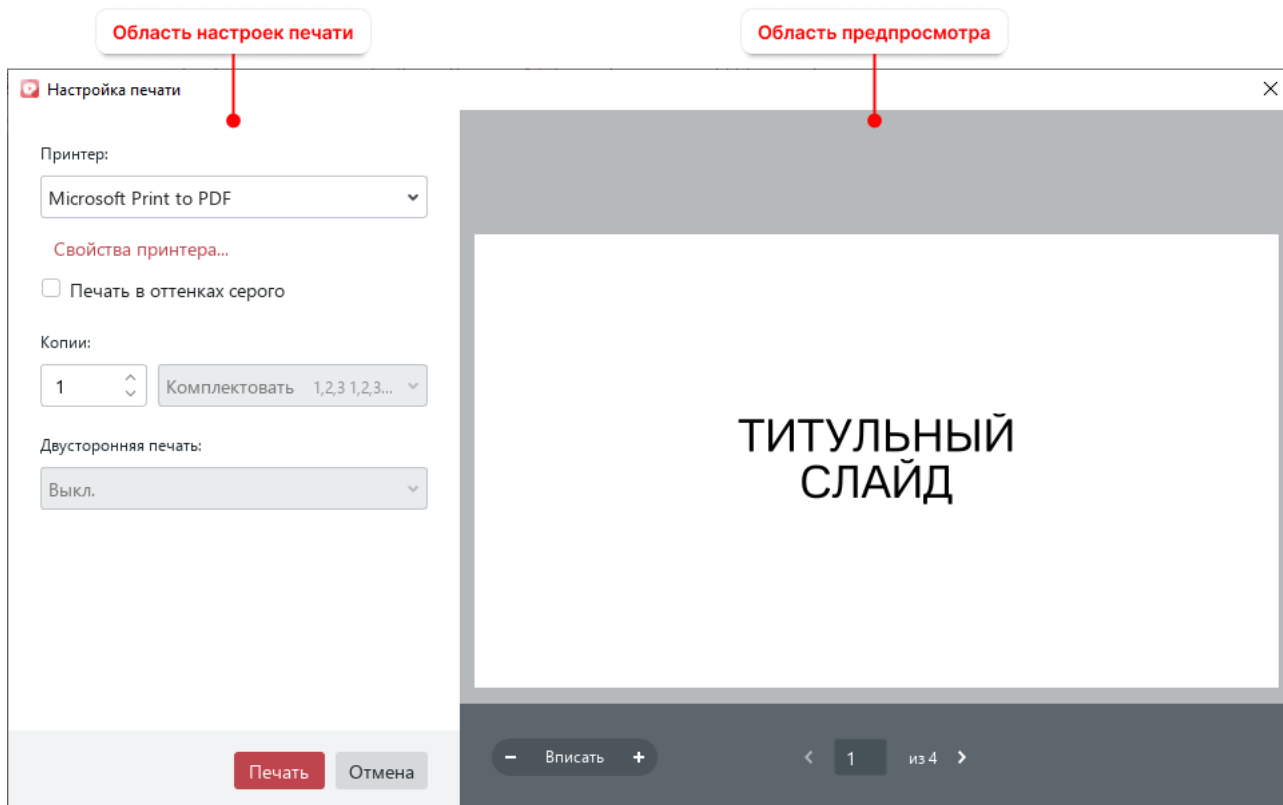 Область настроек печати
Область предпросмотра
Настройка печати
Принтер:
Microsoft Print to PDF
Свойства принтера...
Печать в оттенках серого
Копии:
1
Комплектовать 1,2,3 1,2,3...
Двусторонняя печать:
Выкл.
Печать
Отмена
ТИТУЛЬНЫЙ
СЛАЙД
− Вписать +
1 из 4